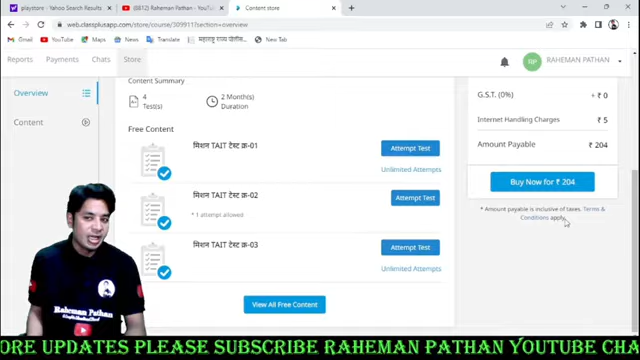 playstore - Yahoo Search Results
(8812) Raheman Pathan - YouT
Content store
web.classplusapp.com/store/course/209911?section=overview
Gmail
YouTube
Maps
News
Translate
महाराष्ट्र राज्य पोलीस...
New Tab
Reports
Payments
Chats
Store
RP
RAHEMAN PATHAN
Overview
Content
Content Summary
4
Test(s)
2 Month(s)
Duration
Free Content
मिशन TAIT टेस्ट क्र-01
Attempt Test
Unlimited Attempts
मिशन TAIT टेस्ट क्र-02
Attempt Test
* 1 attempt allowed
मिशन TAIT टेस्ट क्र-03
Attempt Test
Unlimited Attempts
View All Free Content
G.S.T. (0%)
+ ₹ 0
Internet Handling Charges
₹ 5
Amount Payable
₹ 204
Buy Now for ₹ 204
* Amount payable is inclusive of taxes. Terms &
Conditions apply.
Raheman Pathan
ORE UPDATES PLEASE SUBSCRIBE RAHEMAN PATHAN YOUTUBE CHA